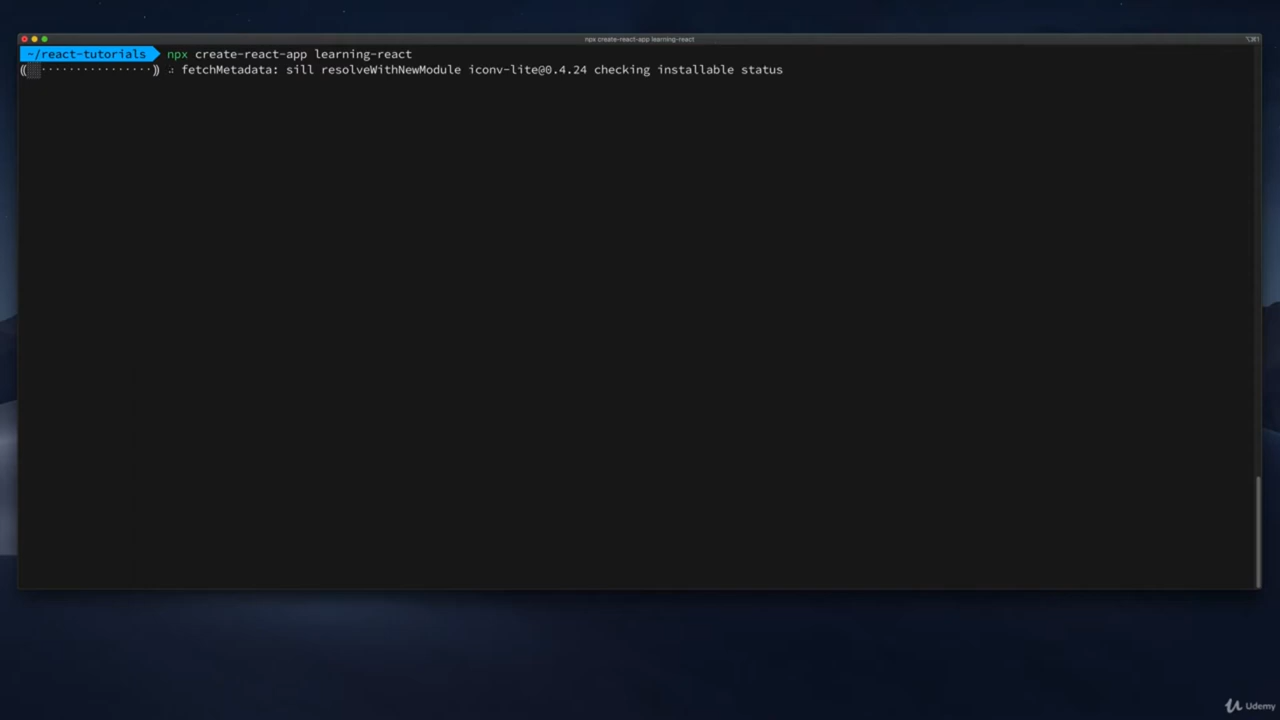 npx create-react-app learning-react
~/react-tutorials npx create-react-app learning-react
((░░················)) ⠴ fetchMetadata: sill resolveWithNewModule iconv-lite@0.4.24 checking installable status
Udemy